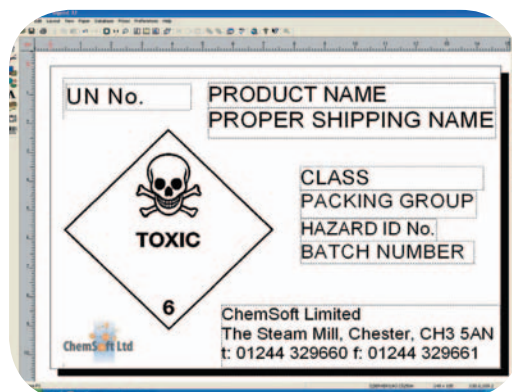 UN No.
PRODUCT NAME
PROPER SHIPPING NAME
TOXIC
6
CLASS
PACKING GROUP
HAZARD ID No.
BATCH NUMBER
ChemSoft Ltd
ChemSoft Limited
The Steam Mill, Chester, CH3 5AN
t: 01244 329660 f: 01244 329661